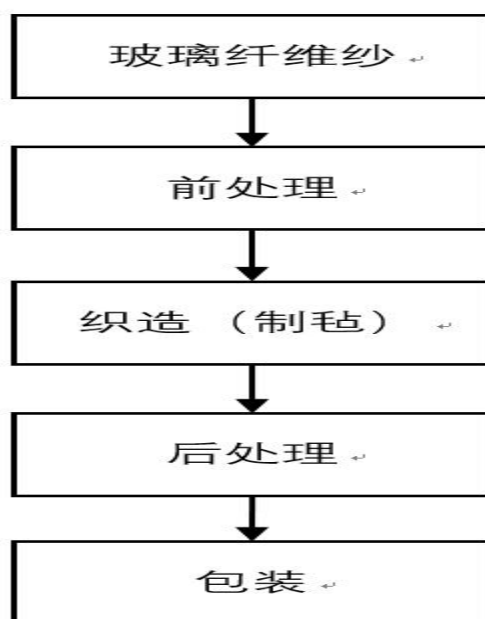 玻璃纤维纱
前处理
织造（制毡）
后处理
包装